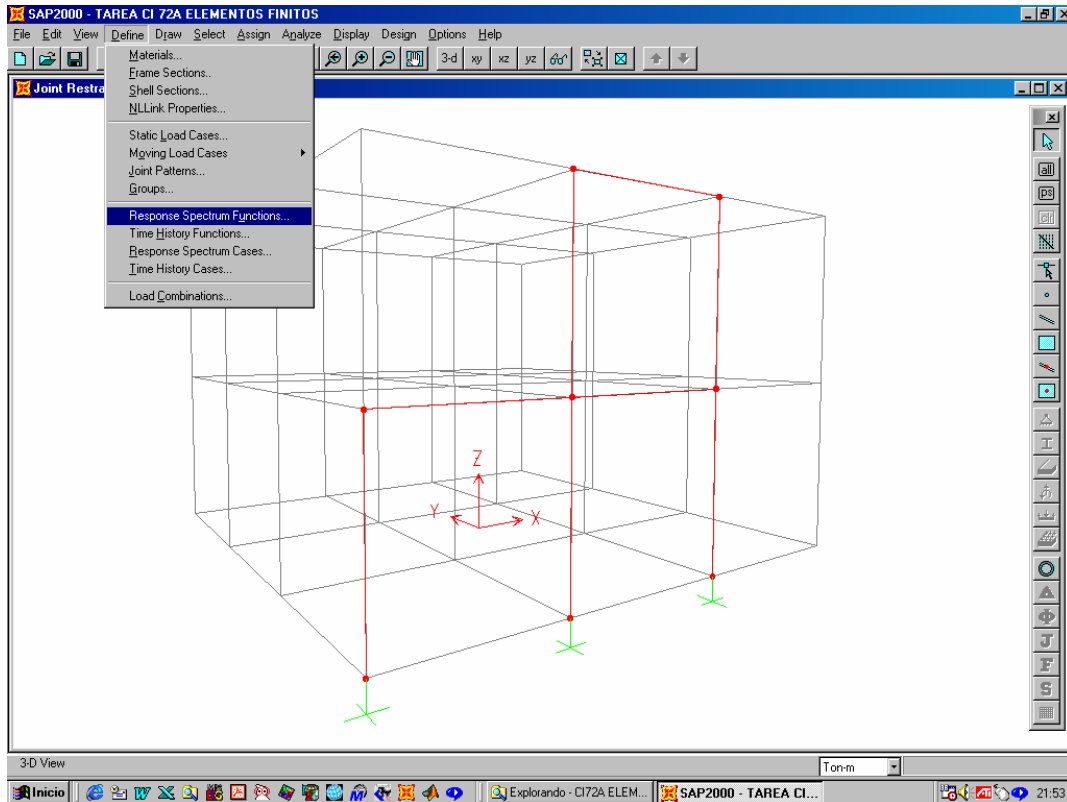 SAP2000 - TAREA CI 72A ELEMENTOS FINITOS
File Edit View Define Draw Select Assign Analyze Display Design Options Help
3-d xy xz yz
Joint Restra
Materials...
Frame Sections..
Shell Sections...
NLLink Properties...
Static Load Cases...
Moving Load Cases
Joint Patterns...
Groups...
Response Spectrum Functions...
Time History Functions...
Response Spectrum Cases...
Time History Cases...
Load Combinations...
all
ps
clr
Z
Y
X
J
F
S
3-D View
Ton-m
Inicio
Explorando - CI72A ELEM...
SAP2000 - TAREA CI...
21:53